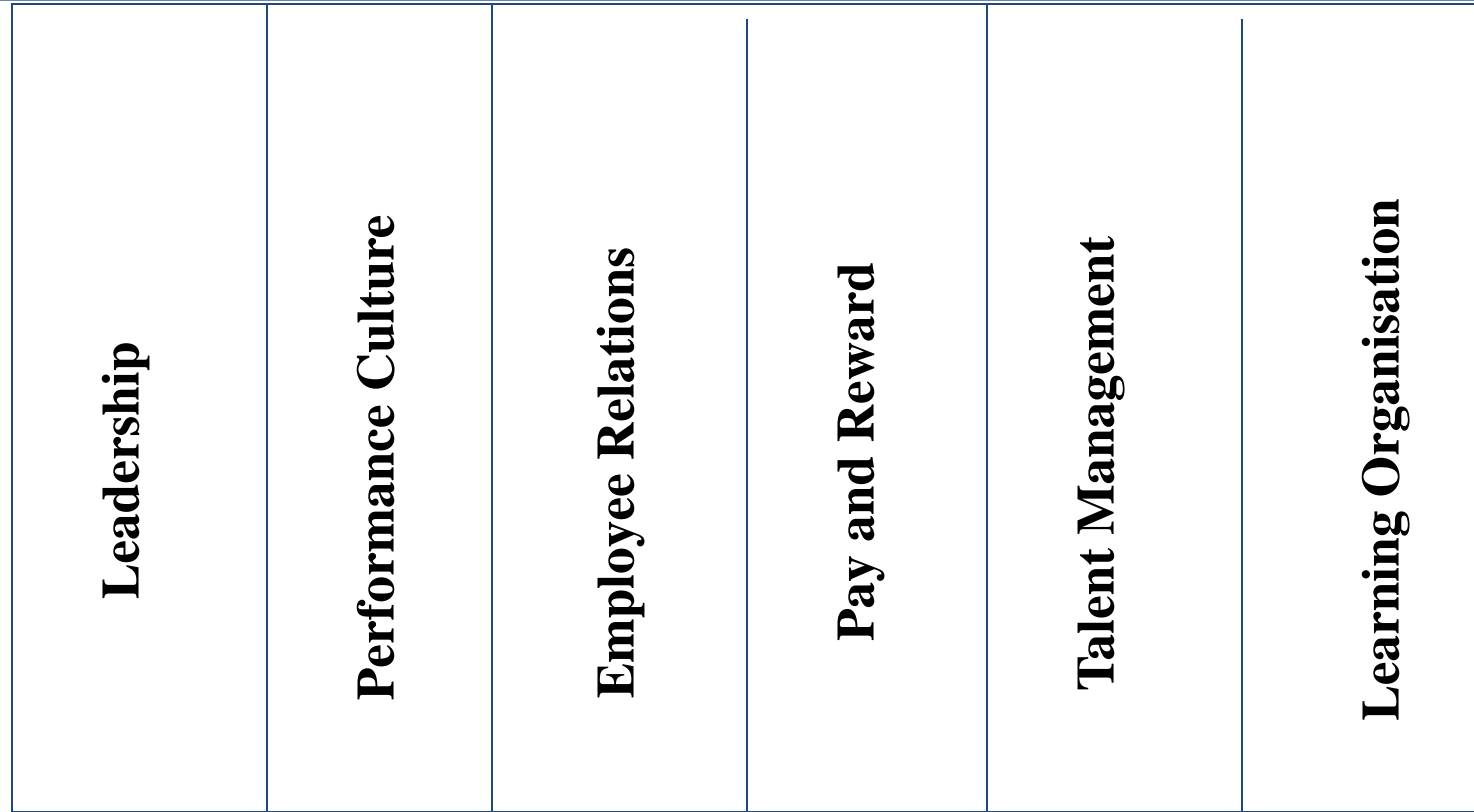 Leadership
Performance Culture
Employee Relations
Pay and Reward
Talent Management
Learning Organisation